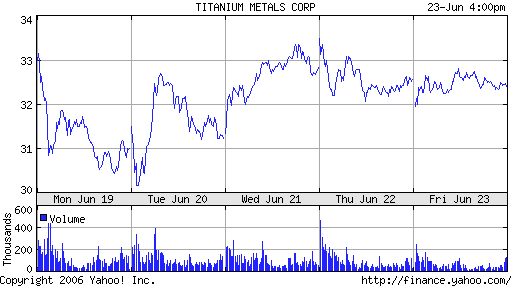 TITANIUM METALS CORP 23-Jun 4:00pm
34
33
32
31
30
Mon Jun 19 Tue Jun 20 Wed Jun 21 Thu Jun 22 Fri Jun 23
600
Volume
400
200
0
Thousands
Copyright 2006 Yahoo! Inc. http://finance.yahoo.com/